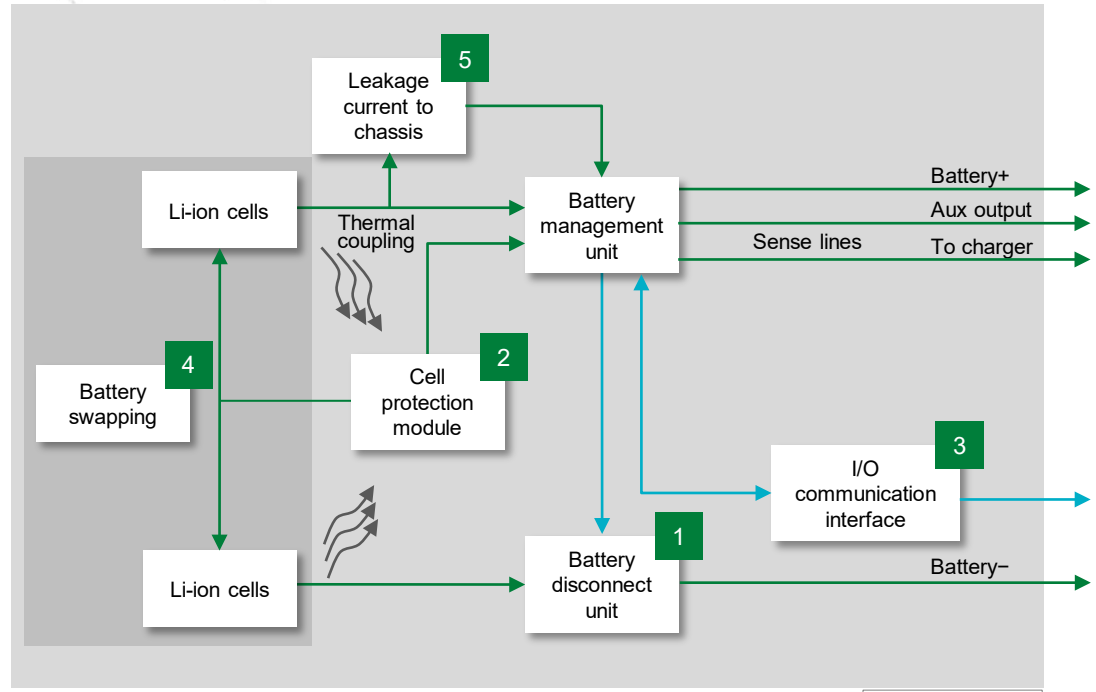 5
Leakage
current to
chassis
Li-ion cells
Thermal
coupling
Battery
management
unit
Battery+
Aux output
Sense lines
To charger
4
Battery
swapping
2
Cell
protection
module
3
I/O
communication
interface
1
Battery
disconnect
unit
Li-ion cells
Battery−